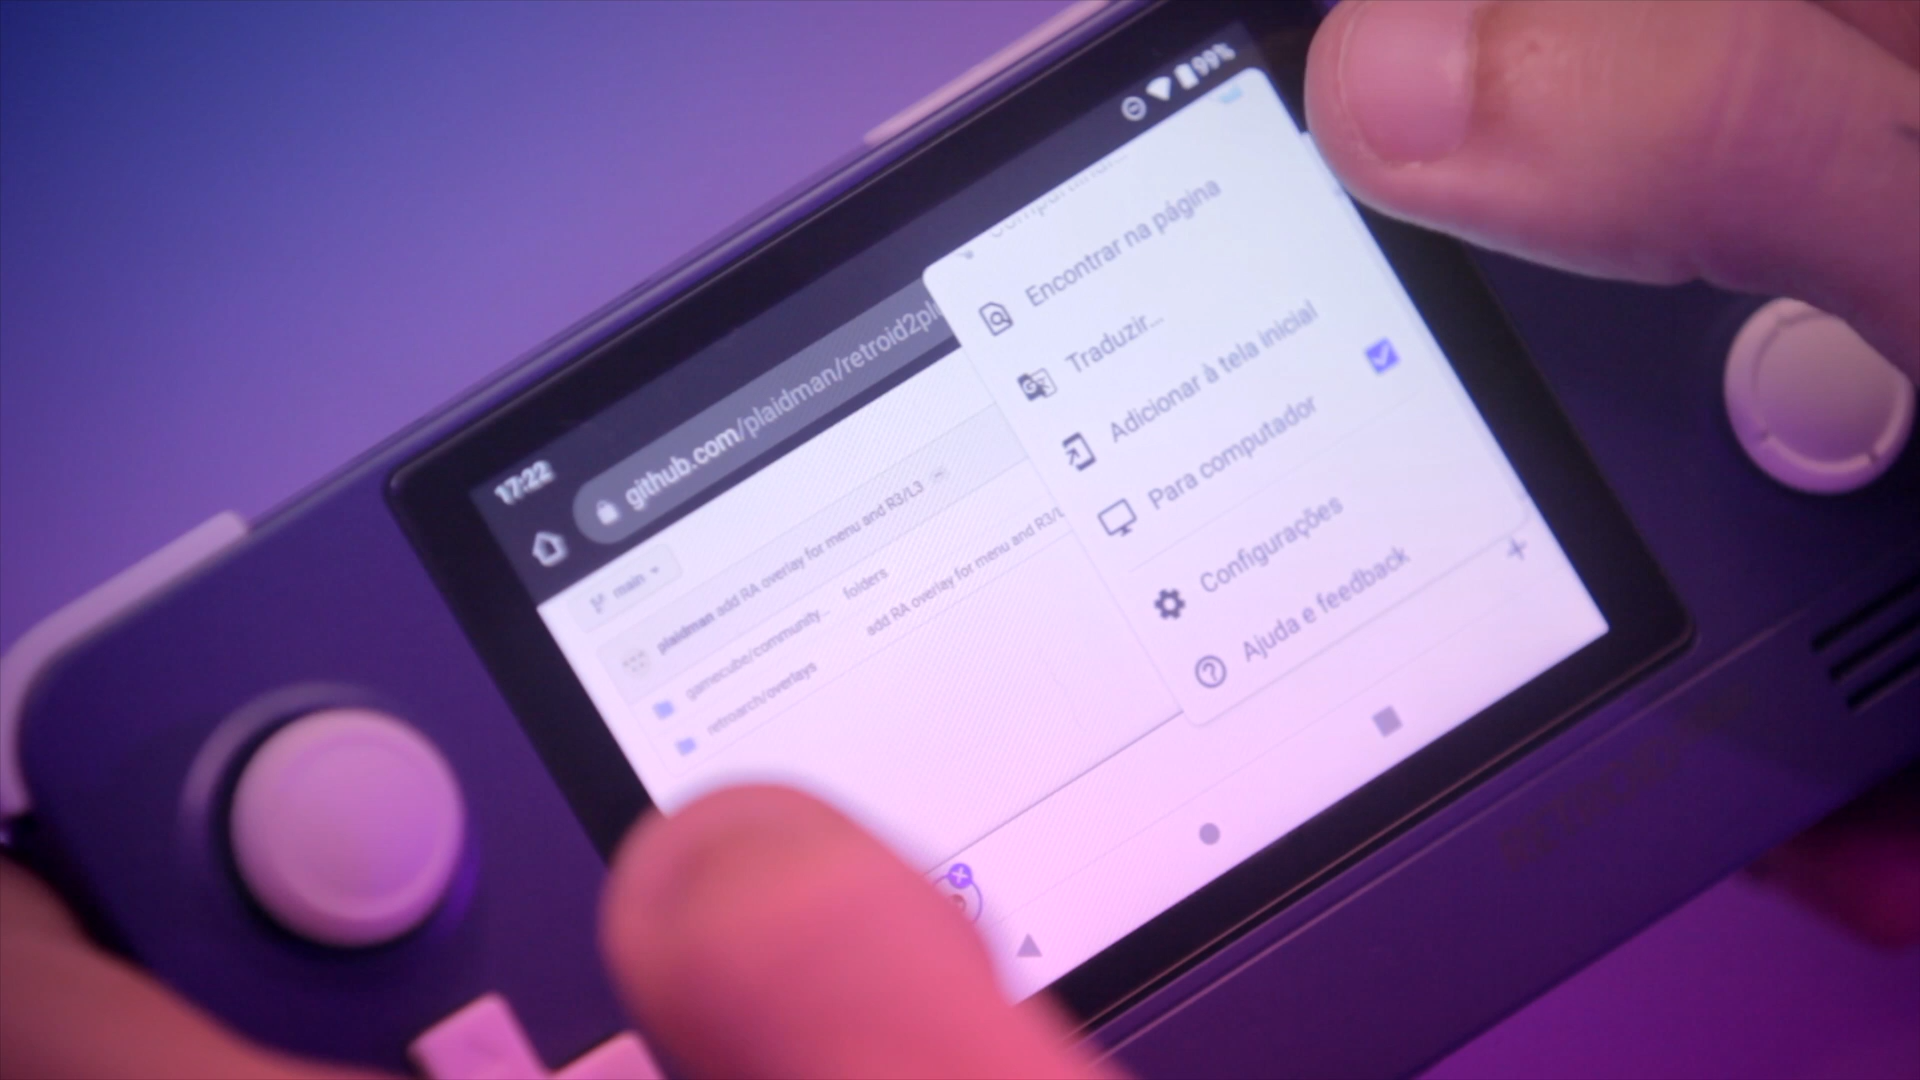 17:22
99%
github.com/plaidman/retroid2pl
main
plaidman add RA overlay for menu and R3/L3
gamecube/community... folders
retroarch/overlays add RA overlay for menu and R3/L
Encontrar na página
Traduzir...
Adicionar à tela inicial
Para computador
Configurações
Ajuda e feedback